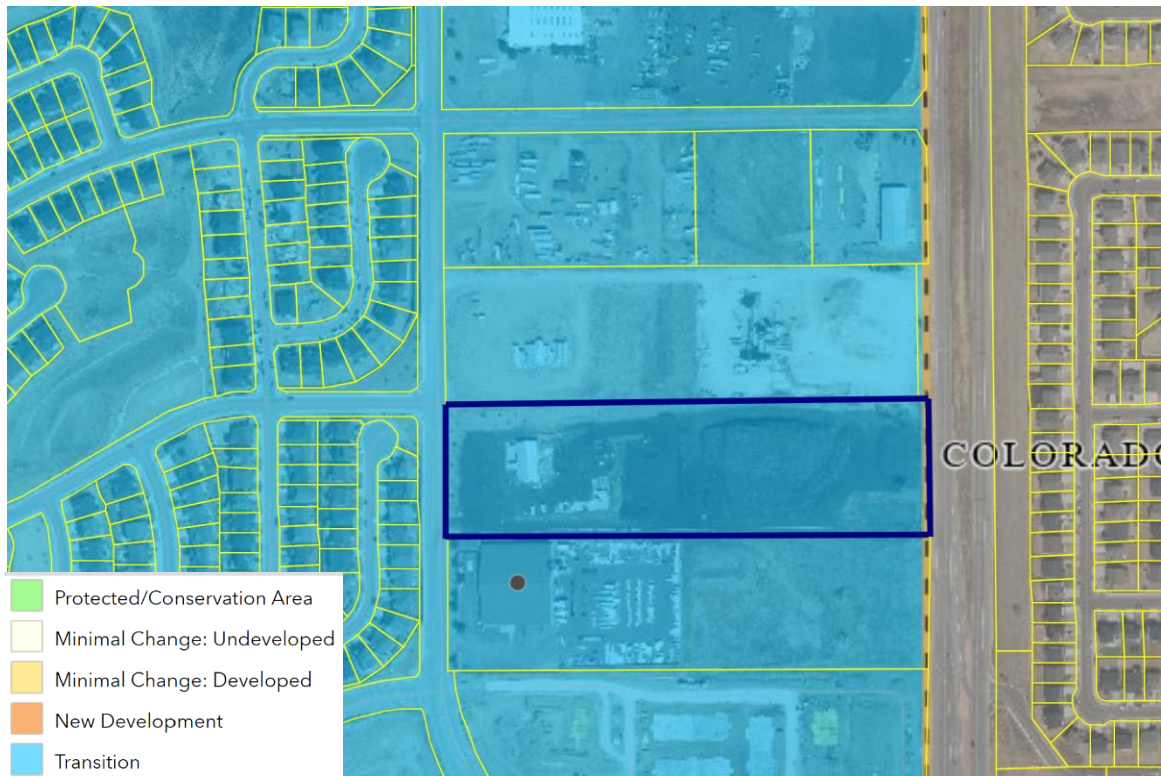 COLORADO
Protected/Conservation Area
Minimal Change: Undeveloped
Minimal Change: Developed
New Development
Transition